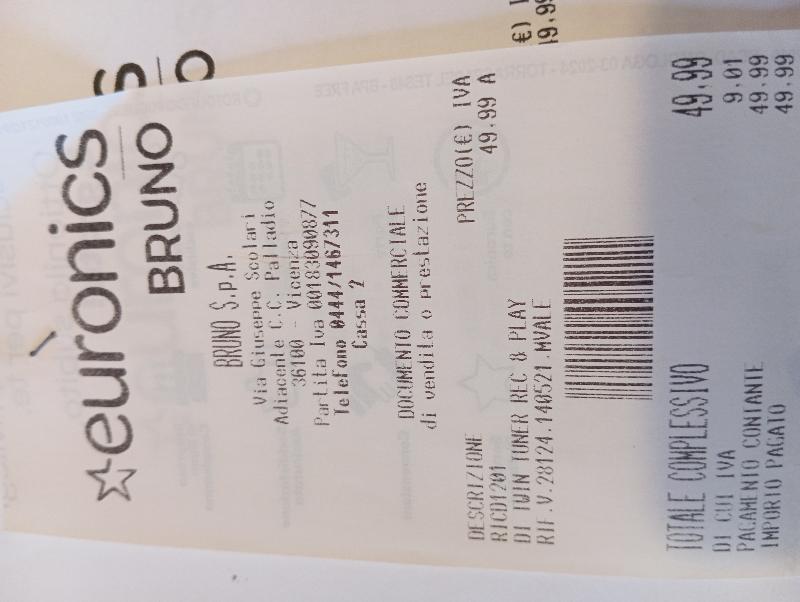 euronics
BRUNO
BRUNO S.p.A.
Via Giuseppe Scolari
Adiacente C.C. Palladio
36100 - Vicenza
Partita Iva 00183090877
Telefono 0444/1467311
Cassa 2
DOCUMENTO COMMERCIALE
di vendita o prestazione
DESCRIZIONE PREZZO(€) IVA
RICD1201 49,99 A
DI TWIN TUNER REC & PLAY
RIF.V.28124.140521.MVALE
TOTALE COMPLESSIVO 49,99
DI CUI IVA 9,01
PAGAMENTO CONTANTE 49,99
IMPORTO PAGATO 49,99